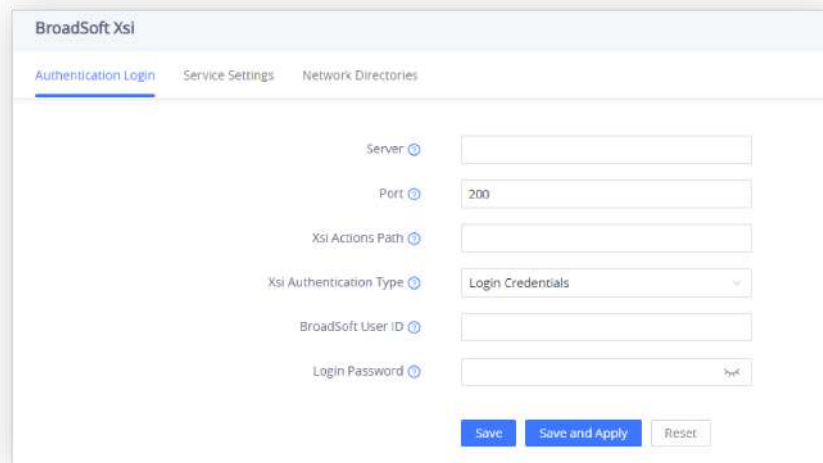 BroadSoft Xsi
Authentication Login Service Settings Network Directories
Server
Port 200
Xsi Actions Path
Xsi Authentication Type Login Credentials
BroadSoft User ID
Login Password
Save Save and Apply Reset